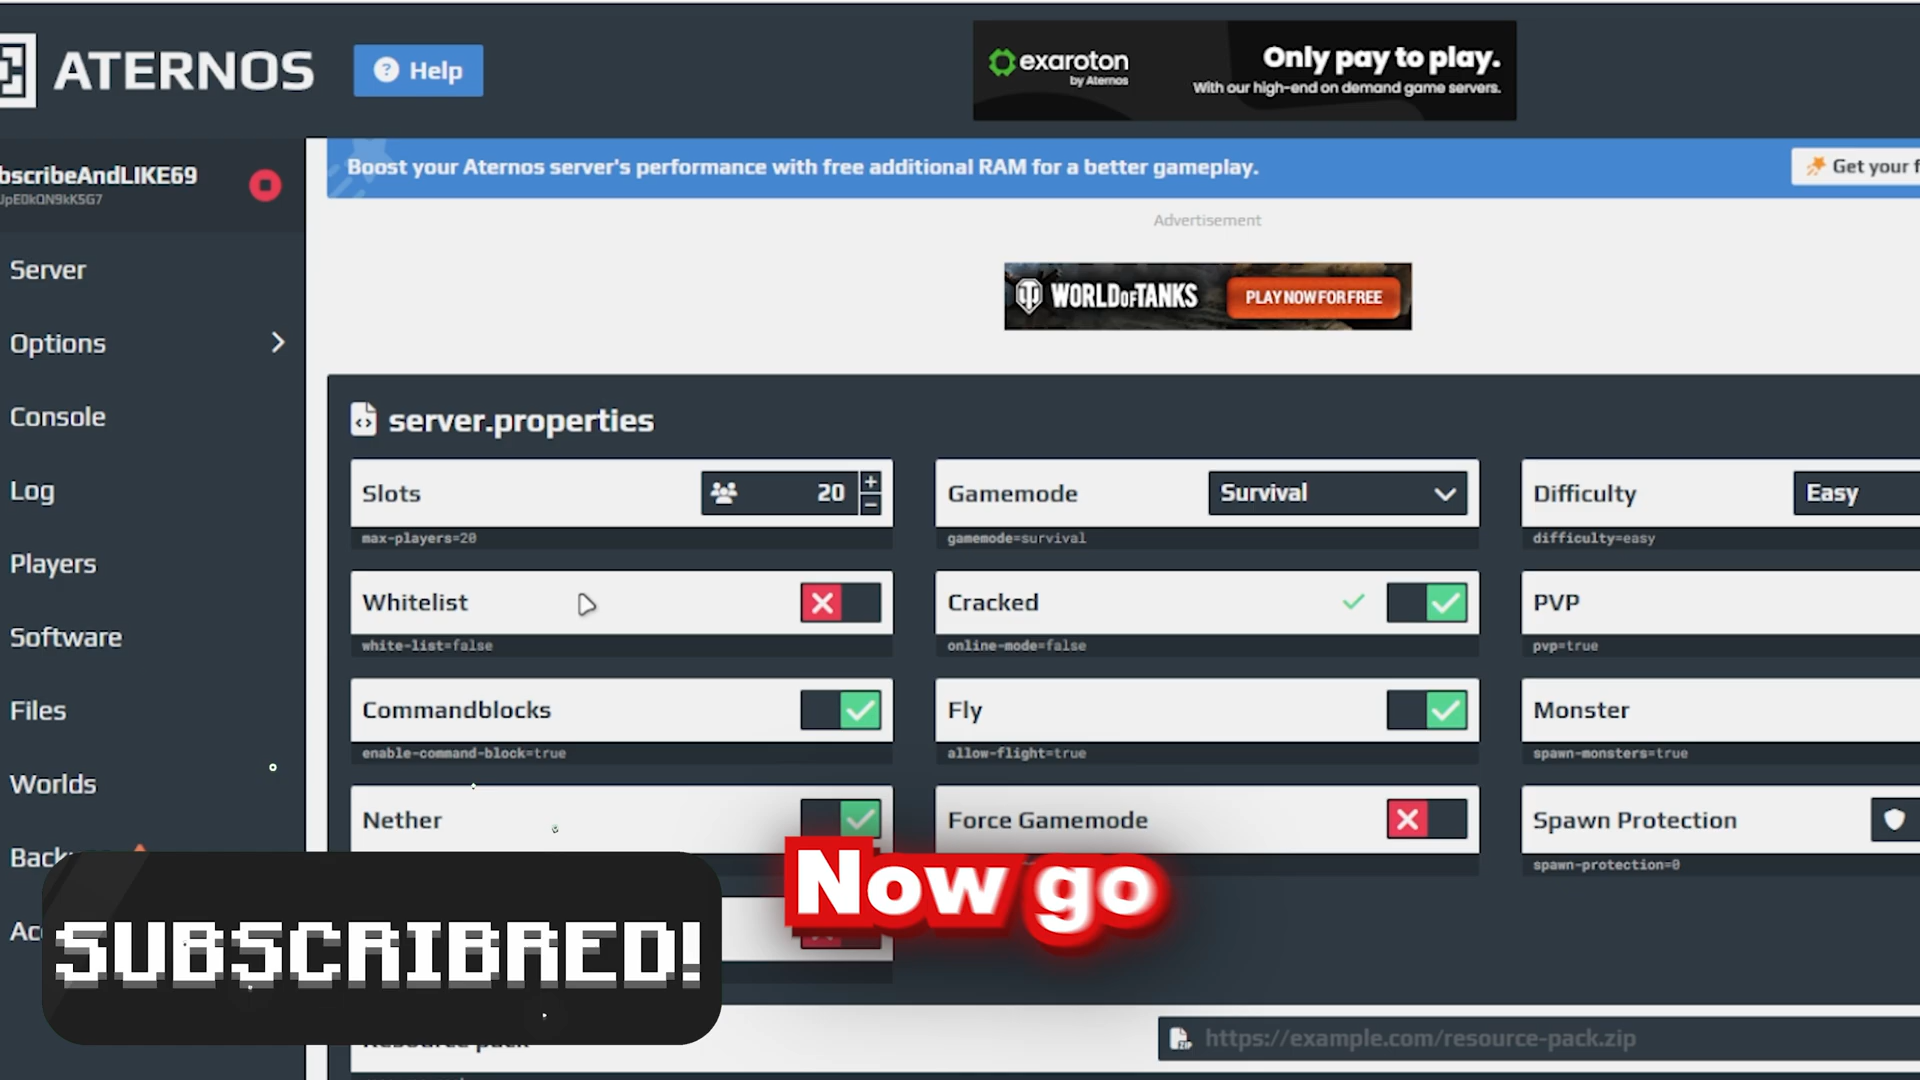 ATERNOS
Help
exaroton
by Aternos
Only pay to play.
With our high-end on demand game servers.
bscribeAndLIKE69
JpE0kQN9kK5G7
Boost your Aternos server's performance with free additional RAM for a better gameplay.
Get your f
Advertisement
WORLD OF TANKS
PLAY NOW FOR FREE
Server
Options
Console
Log
Players
Software
Files
Worlds
Back
Ac
server.properties
Slots
20
max-players=20
Gamemode
Survival
gamemode=survival
Difficulty
Easy
difficulty=easy
Whitelist
white-list=false
Cracked
online-mode=false
PVP
pvp=true
Commandblocks
enable-command-block=true
Fly
allow-flight=true
Monster
spawn-monsters=true
Nether
Force Gamemode
Spawn Protection
spawn-protection=0
Now go
SUBSCRIBRED!
https://example.com/resource-pack.zip